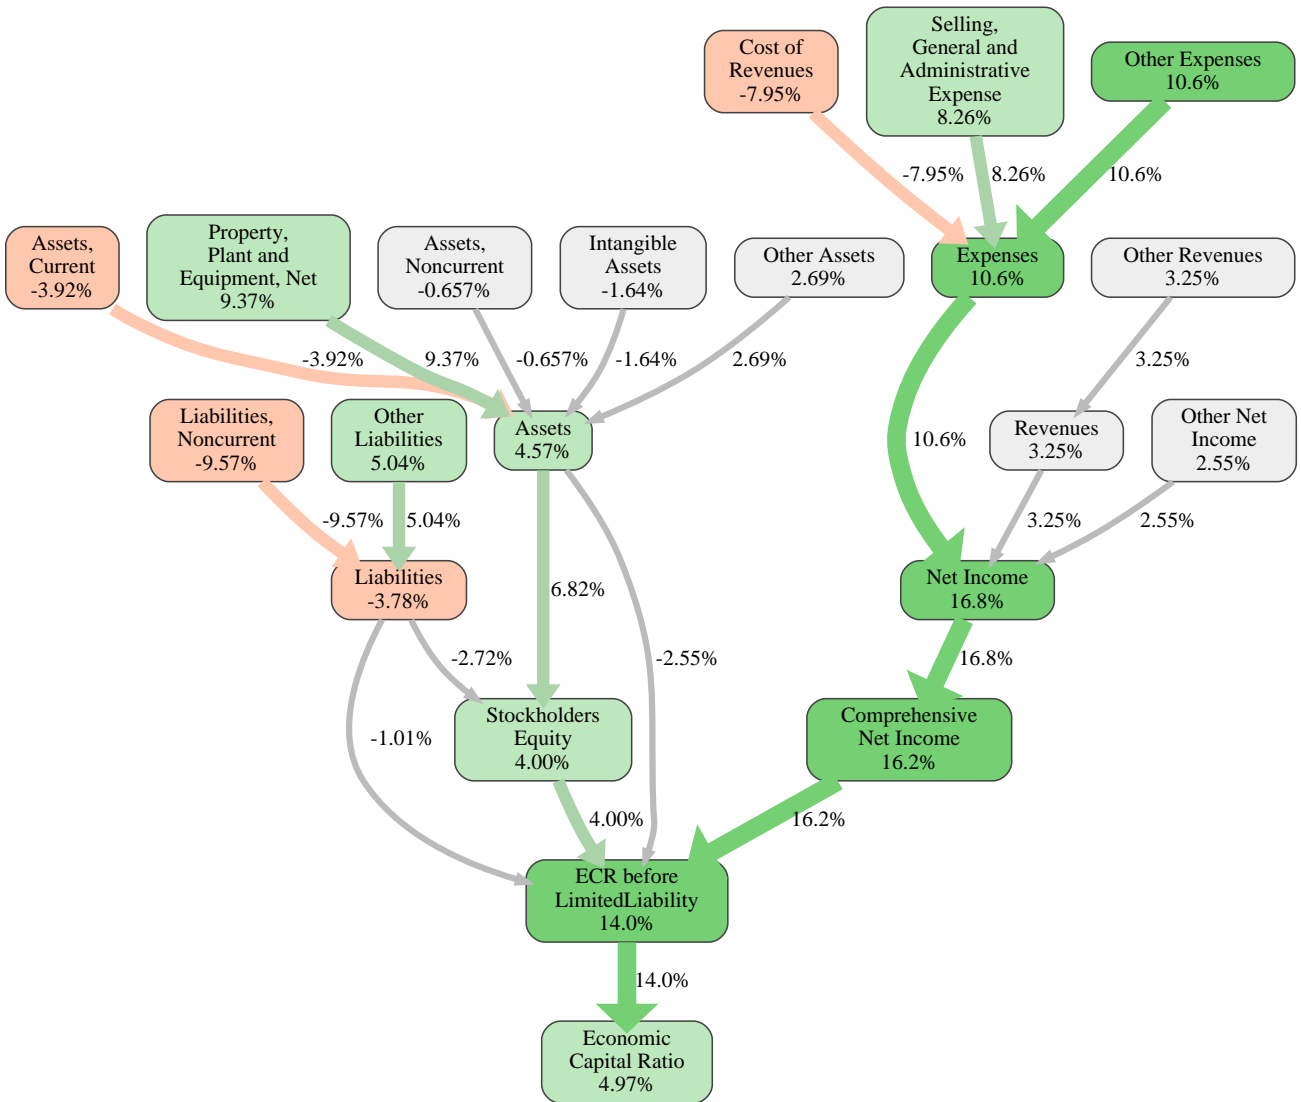 Cost of
Revenues
-7.95%
Selling,
General and
Administrative
Expense
8.26%
Other Expenses
10.6%
-7.95%
8.26%
10.6%
Assets,
Current
-3.92%
Property,
Plant and
Equipment, Net
9.37%
Assets,
Noncurrent
-0.657%
Intangible
Assets
-1.64%
Other Assets
2.69%
Expenses
10.6%
Other Revenues
3.25%
-3.92%
9.37%
-0.657%
-1.64%
2.69%
3.25%
Liabilities,
Noncurrent
-9.57%
Other
Liabilities
5.04%
Assets
4.57%
10.6%
Revenues
3.25%
Other Net
Income
2.55%
-9.57%
5.04%
3.25%
2.55%
Liabilities
-3.78%
6.82%
Net Income
16.8%
-2.72%
-2.55%
16.8%
-1.01%
Stockholders
Equity
4.00%
Comprehensive
Net Income
16.2%
4.00%
16.2%
ECR before
LimitedLiability
14.0%
14.0%
Economic
Capital Ratio
4.97%